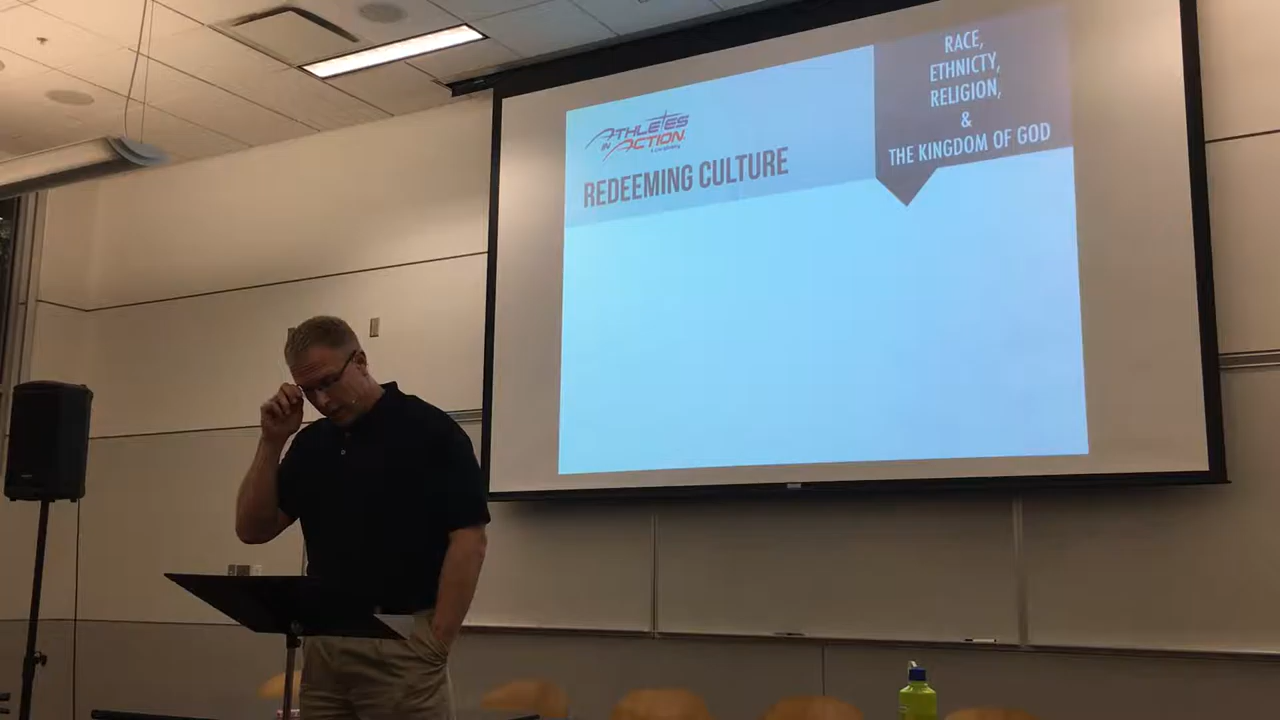 ATHLETES
IN ACTION
REDEEMING CULTURE
RACE,
ETHNICTY,
RELIGION,
&
THE KINGDOM OF GOD